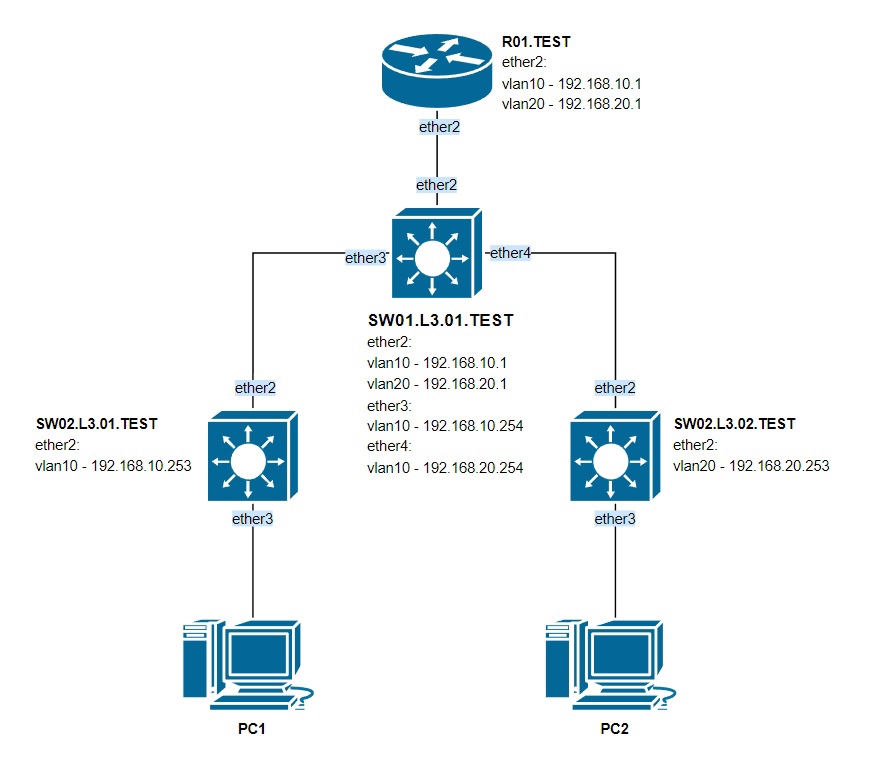 R01.TEST
ether2:
vlan10 - 192.168.10.1
vlan20 - 192.168.20.1
ether2
ether2
ether3
ether4
SW01.L3.01.TEST
ether2:
vlan10 - 192.168.10.1
vlan20 - 192.168.20.1
ether3:
vlan10 - 192.168.10.254
ether4:
vlan10 - 192.168.20.254
ether2
SW02.L3.01.TEST
ether2:
vlan10 - 192.168.10.253
ether3
PC1
ether2
SW02.L3.02.TEST
ether2:
vlan20 - 192.168.20.253
ether3
PC2